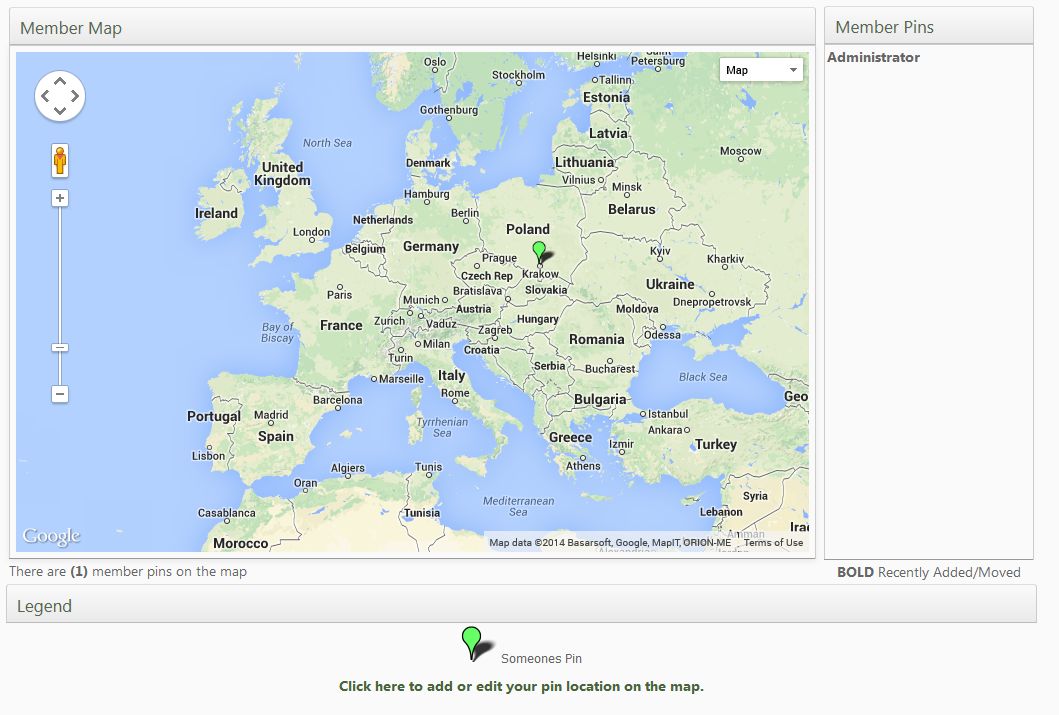 Member Map
Member Pins
Administrator
Map
Oslo
Stockholm
Helsinki
Saint
Petersburg
Tallinn
Estonia
Gothenburg
Latvia
North Sea
Moscow
Denmark
Lithuania
United
Kingdom
Vilnius
Minsk
Hamburg
Ireland
Belarus
Berlin
Netherlands
London
Poland
Belgium
Germany
Kyiv
Kharkiv
Prague
Czech Rep
Krakow
Ukraine
Paris
Bratislava
Slovakia
Munich
Dnepropetrovsk
Austria
Moldova
Zurich
Vaduz
Hungary
France
Bay of
Biscay
Zagreb
Odessa
Milan
Romania
Croatia
Turin
Serbia
Bucharest
Marseille
Italy
Black Sea
Rome
Barcelona
Bulgaria
Geo
Portugal
Madrid
Istanbul
Tyrrhenian
Sea
Ankara
Spain
Greece
Izmir
Turkey
Lisbon
Athens
Algiers
Tunis
Oran
Syria
Mediterranean
Sea
Casablanca
Tunisia
Lebanon
Iraq
Google
Morocco
Amman
Map data ©2014 Basarsoft, Google, MapIT, ORION-ME
Terms of Use
There are (1) member pins on the map
BOLD Recently Added/Moved
Legend
Someones Pin
Click here to add or edit your pin location on the map.